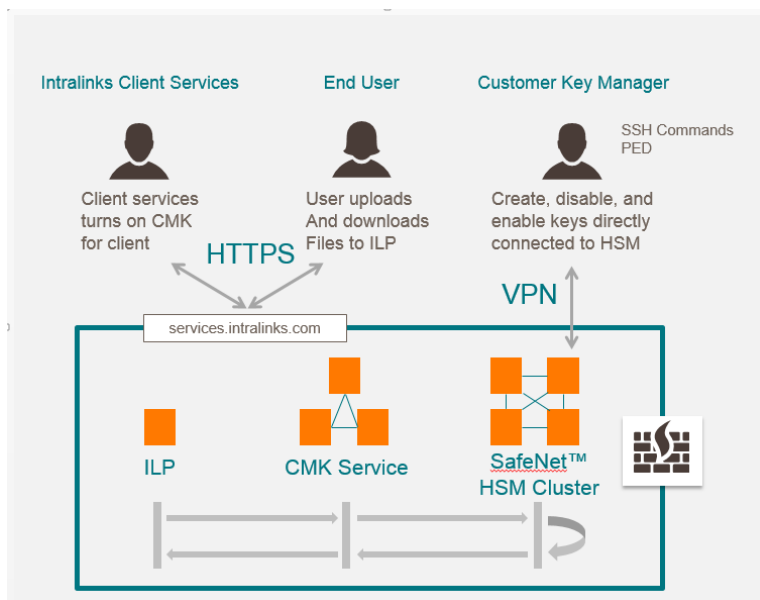 Intralinks Client Services
End User
Customer Key Manager
SSH Commands
PED
Client services
turns on CMK
for client
User uploads
And downloads
Files to ILP
Create, disable, and
enable keys directly
connected to HSM
HTTPS
VPN
services.intralinks.com
ILP
CMK Service
SafeNet™
HSM Cluster